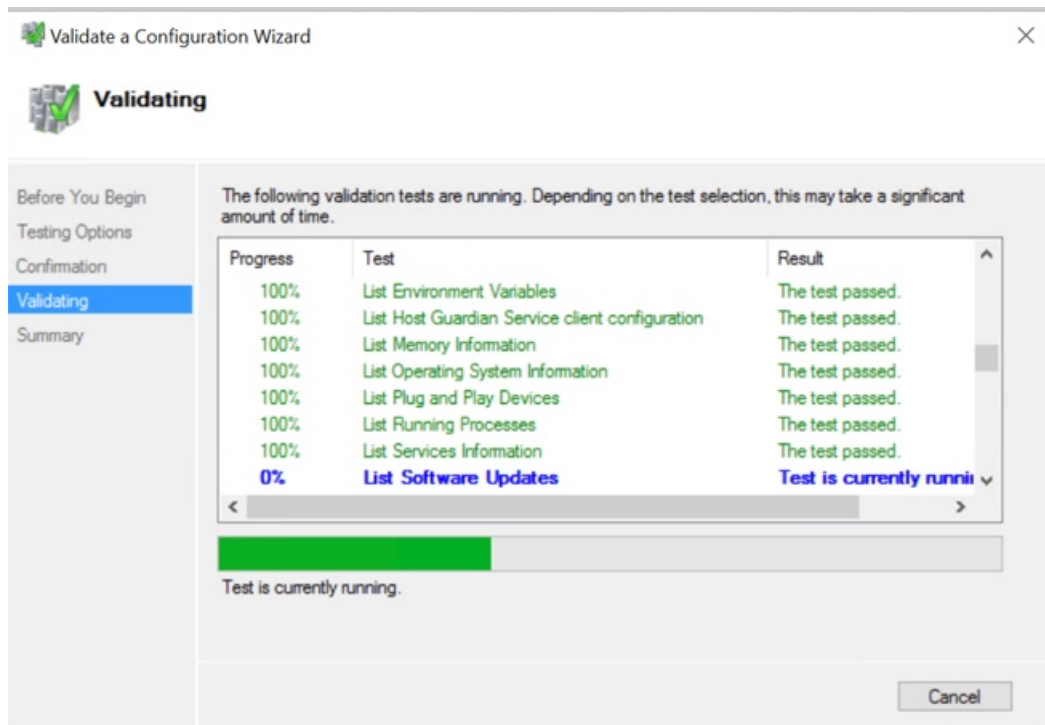 Validate a Configuration Wizard
Validating
Before You Begin
Testing Options
Confirmation
Validating
Summary
The following validation tests are running. Depending on the test selection, this may take a significant
amount of time.
Progress Test Result
100% List Environment Variables The test passed.
100% List Host Guardian Service client configuration The test passed.
100% List Memory Information The test passed.
100% List Operating System Information The test passed.
100% List Plug and Play Devices The test passed.
100% List Running Processes The test passed.
100% List Services Information The test passed.
0% List Software Updates Test is currently runnin
Test is currently running.
Cancel